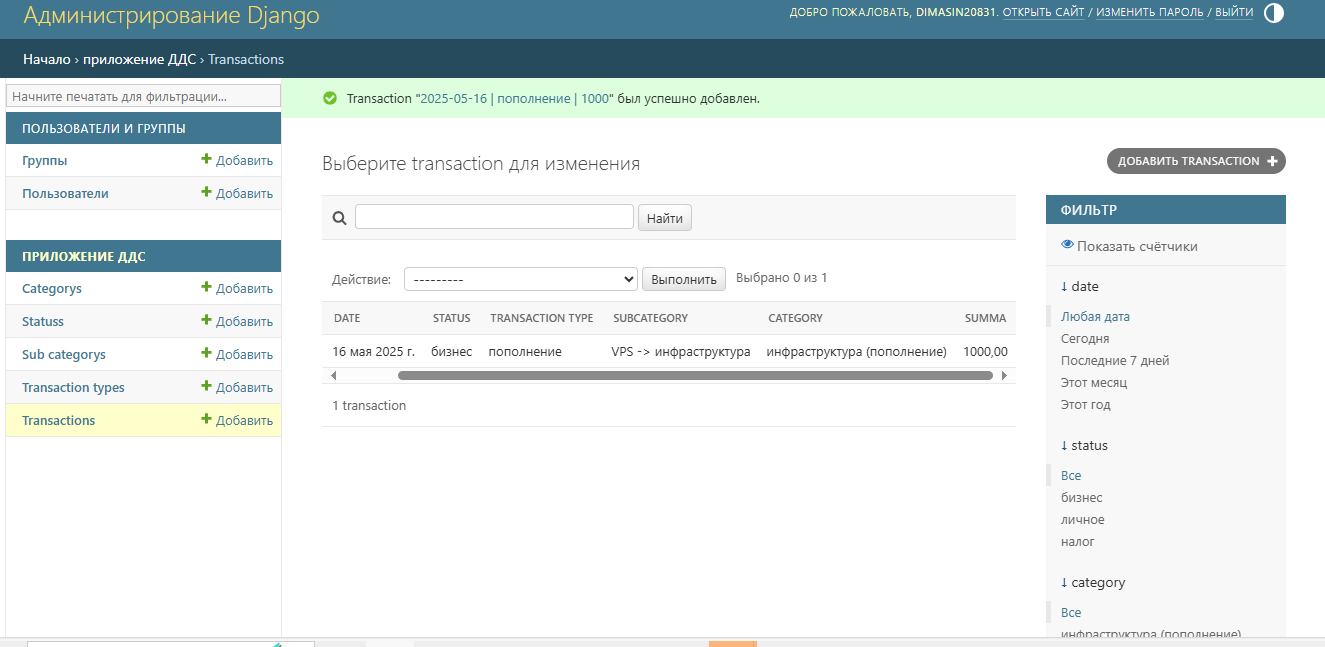 Администрирование Django
ДОБРО ПОЖАЛОВАТЬ, DIMASIN20831. ОТКРЫТЬ САЙТ / ИЗМЕНИТЬ ПАРОЛЬ / ВЫЙТИ
Начало › приложение ДДС › Transactions
Начните печатать для фильтрации...
ПОЛЬЗОВАТЕЛИ И ГРУППЫ
Группы Добавить
Пользователи Добавить
ПРИЛОЖЕНИЕ ДДС
Categorys Добавить
Statuss Добавить
Sub categorys Добавить
Transaction types Добавить
Transactions Добавить
Transaction "2025-05-16 | пополнение | 1000" был успешно добавлен.
Выберите transaction для изменения
ДОБАВИТЬ TRANSACTION
Найти
Действие: --------- Выполнить Выбрано 0 из 1
DATE STATUS TRANSACTION TYPE SUBCATEGORY CATEGORY SUMMA
16 мая 2025 г. бизнес пополнение VPS -> инфраструктура инфраструктура (пополнение) 1000,00
1 transaction
ФИЛЬТР
Показать счётчики
↓ date
Любая дата
Сегодня
Последние 7 дней
Этот месяц
Этот год
↓ status
Все
бизнес
личное
налог
↓ category
Все
инфраструктура (пополнение)